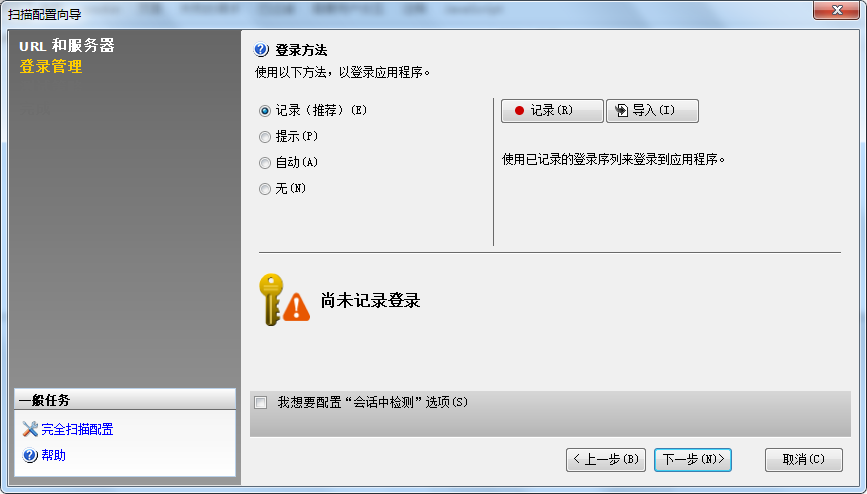 扫描配置向导
URL 和服务器
登录管理
登录方法
使用以下方法，以登录应用程序。
记录（推荐）(E)
提示(P)
自动(A)
无(N)
记录(R)
导入(I)
使用已记录的登录序列来登录到应用程序。
尚未记录登录
一般任务
完全扫描配置
帮助
我想要配置“会话中检测”选项(S)
< 上一步(B)
下一步(N)>
取消(C)